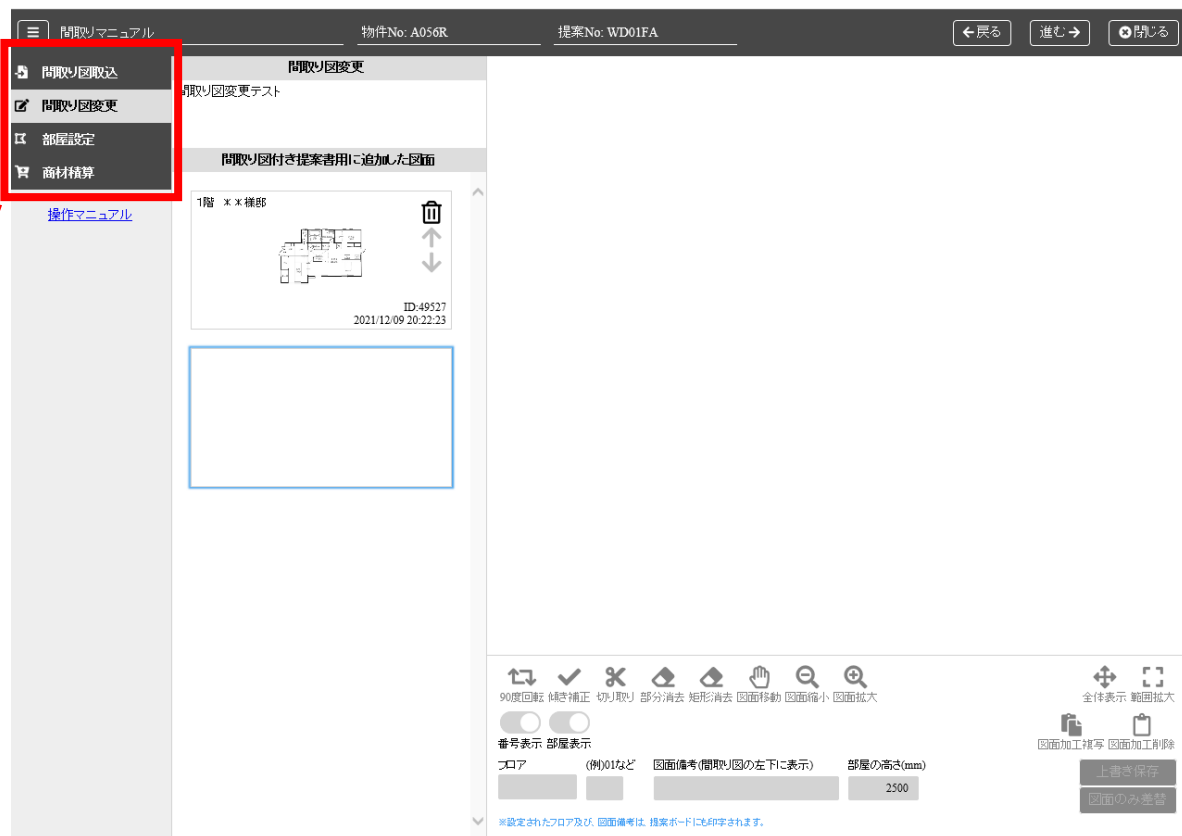 間取りマニュアル 物件No: A056R 提案No: WD01FA 戻る 進む 閉じる
間取り図取込
間取り図変更
部屋設定
商材積算
操作マニュアル
間取り図変更
間取り図変更テスト
間取り図付き提案書用に追加した図面
1階 **様邸
ID:49527
2021/12/09 20:22:23
90度回転 傾き補正 切り取り 部分消去 矩形消去 図面移動 図面縮小 図面拡大 全体表示 範囲拡大
番号表示 部屋表示 図面加工複写 図面加工削除
フロア (例)01など 図面備考(間取り図の左下に表示) 部屋の高さ(mm)
2500
上書き保存
図面のみ差替
※設定されたフロア及び、図面備考は、提案ボードにも印字されます。